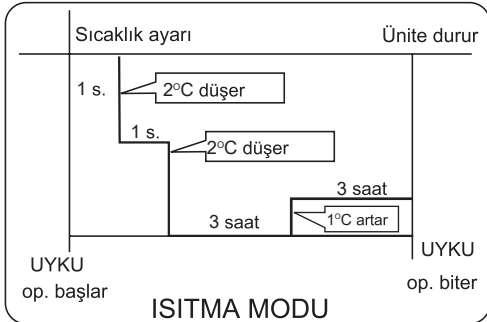 Sıcaklık ayarı
Ünite durur
1 s.
2°C düşer
1 s.
2°C düşer
3 saat
3 saat
1°C artar
UYKU
op. başlar
UYKU
op. biter
ISITMA MODU